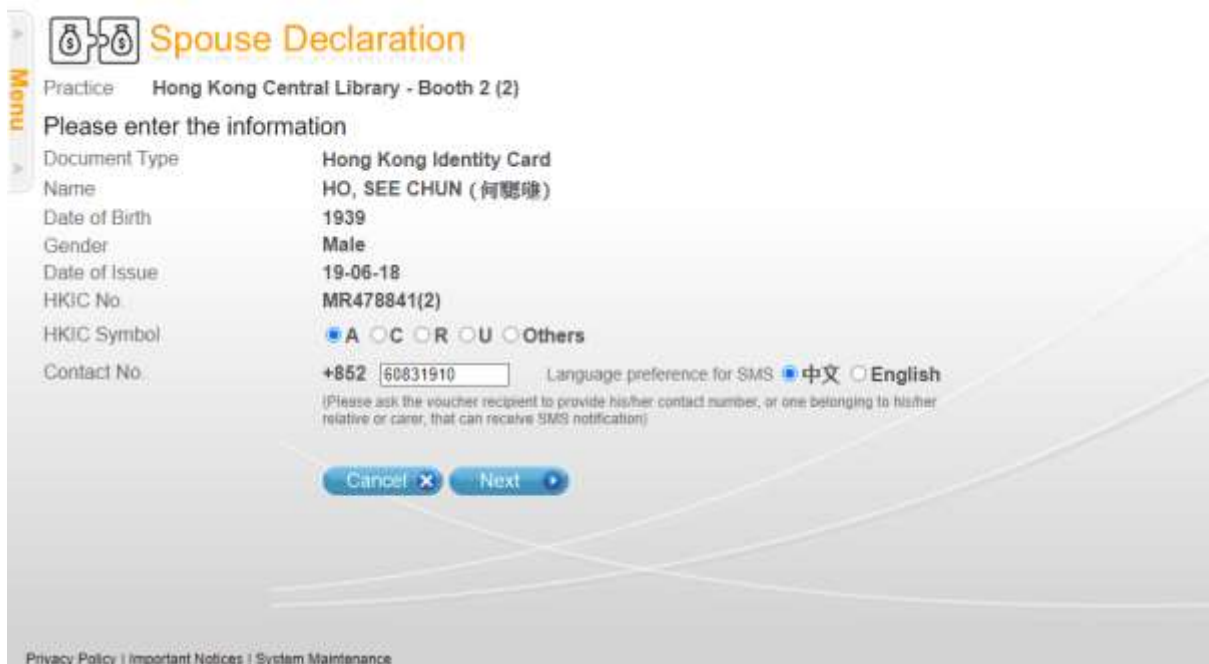 Menu
Spouse Declaration
Practice Hong Kong Central Library - Booth 2 (2)
Please enter the information
Document Type Hong Kong Identity Card
Name HO, SEE CHUN (何
Date of Birth 1939
Gender Male
Date of Issue 19-06-18
HKIC No. MR478841(2)
HKIC Symbol A C R U Others
Contact No. +852 60831910 Language preference for SMS 中文 English
(Please ask the voucher recipient to provide his/her contact number, or one belonging to his/her
relative or carer, that can receive SMS notification)
Cancel Next
Privacy Policy | Important Notices | System Maintenance